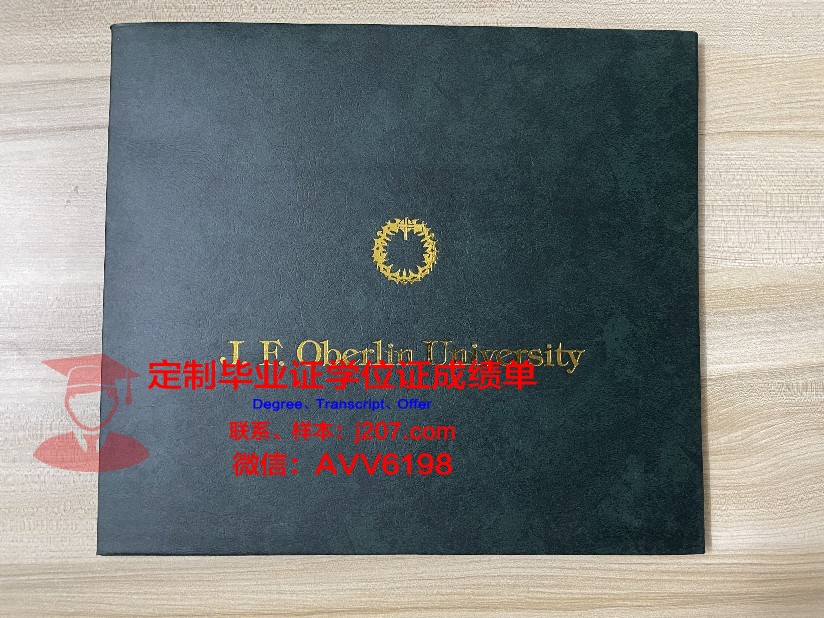 J. F. Oberlin University
定制毕业证学位证成绩单
Degree、Transcript、Offer
联系、样本：j207.com
微信：AVV6198